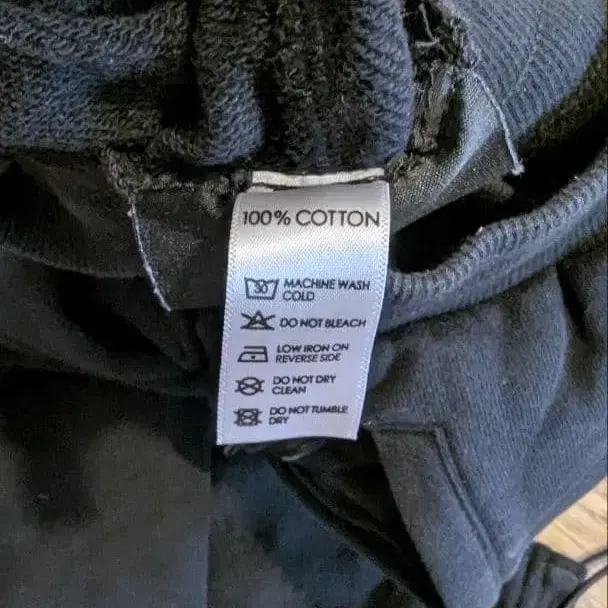 100% COTTON
30
MACHINE WASH
COLD
DO NOT BLEACH
LOW IRON ON
REVERSE SIDE
DO NOT DRY
CLEAN
DO NOT TUMBLE
DRY